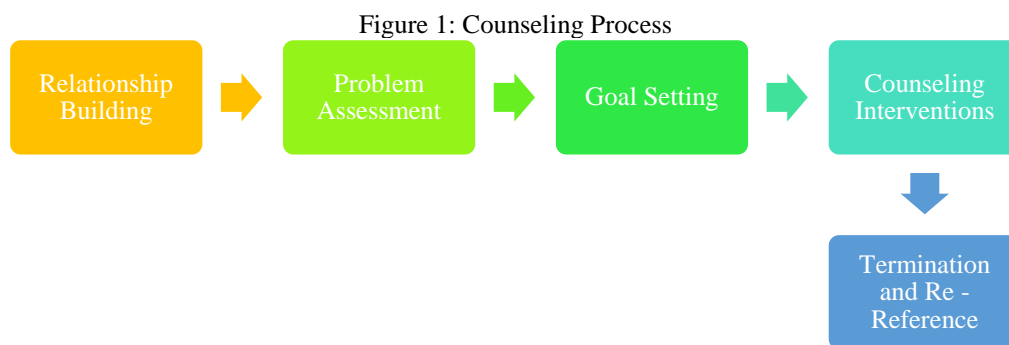 Figure 1: Counseling Process
Relationship
Building
Problem
Assessment
Goal Setting
Counseling
Interventions
Termination
and Re -
Reference